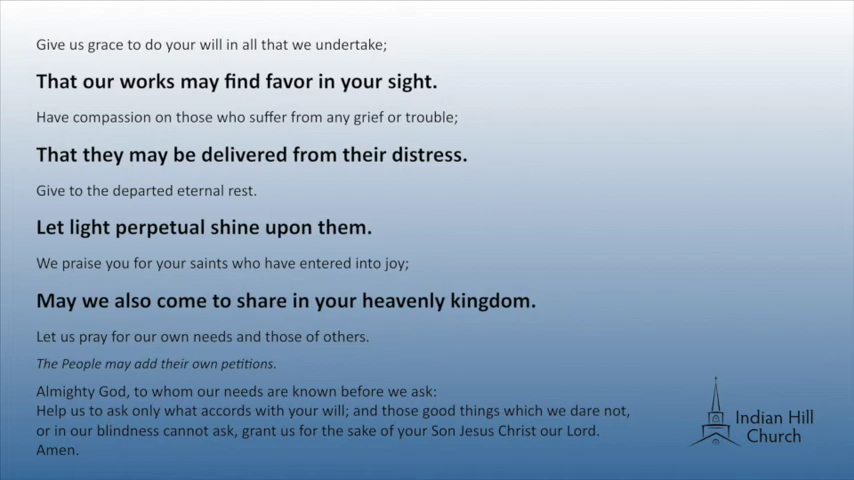 Give us grace to do your will in all that we undertake;
That our works may find favor in your sight.
Have compassion on those who suffer from any grief or trouble;
That they may be delivered from their distress.
Give to the departed eternal rest.
Let light perpetual shine upon them.
We praise you for your saints who have entered into joy;
May we also come to share in your heavenly kingdom.
Let us pray for our own needs and those of others.
The People may add their own petitions.
Almighty God, to whom our needs are known before we ask:
Help us to ask only what accords with your will; and those good things which we dare not,
or in our blindness cannot ask, grant us for the sake of your Son Jesus Christ our Lord.
Amen.
Indian Hill
Church